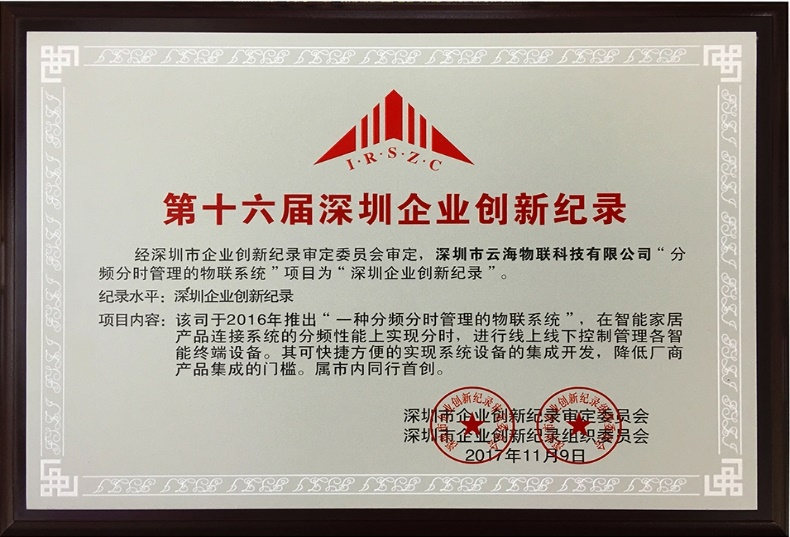 I·R·S·Z·C
第十六届深圳企业创新纪录
经深圳市企业创新纪录审定委员会审定，深圳市云海物联科技有限公司“分
频分时管理的物联系统”项目为“深圳企业创新纪录”。
纪录水平：深圳企业创新纪录
项目内容：该司于2016年推出“一种分频分时管理的物联系统”，在智能家居
产品连接系统的分频性能上实现分时，进行线上线下控制管理各智
能终端设备。其可快捷方便的实现系统设备的集成开发，降低厂商
产品集成的门槛。属市内同行首创。
深圳市企业创新纪录审定委员会
深圳市企业创新纪录组织委员会
2017年11月9日